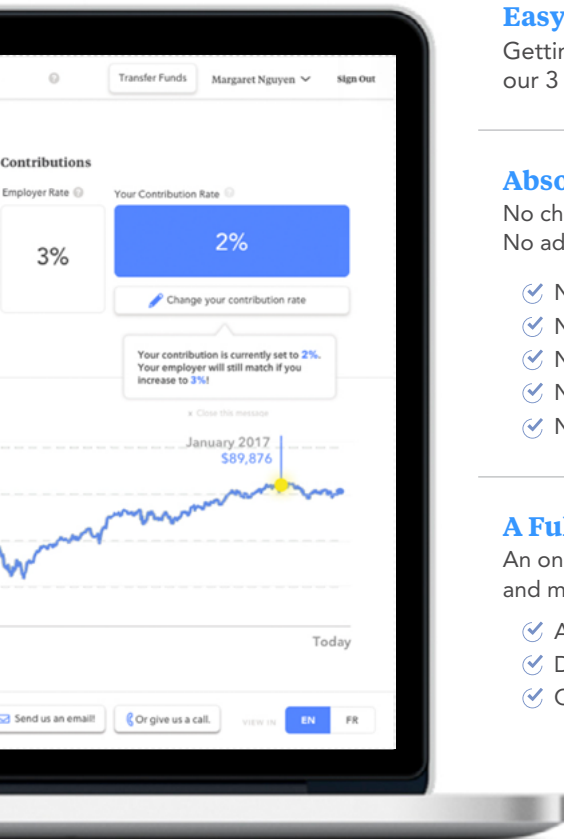 Transfer Funds Margaret Nguyen Sign Out
Contributions
Employer Rate Your Contribution Rate
3%
2%
Change your contribution rate
Your contribution is currently set to 2%.
Your employer will still match if you
increase to 3%!
x Close this message
January 2017
$89,876
Today
Send us an email! Or give us a call. VIEW IN EN FR
Easy
Gettin
our 3
Abso
No ch
No ad
N
N
N
N
N
A Ful
An on
and m
A
D
C